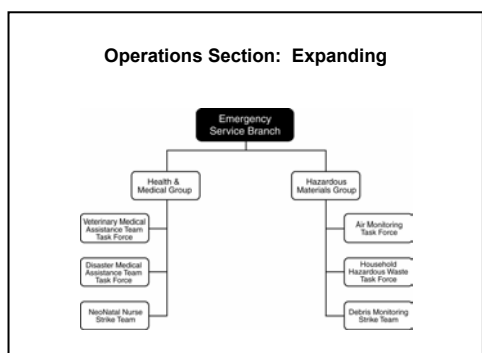 Operations Section:  Expanding
Emergency
Service Branch
Health &
Medical Group
Hazardous
Materials Group
Veterinary Medical
Assistance Team
Task Force
Air Monitoring
Task Force
Disaster Medical
Assistance Team
Task Force
Household
Hazardous Waste
Task Force
NeoNatal Nurse
Strike Team
Debris Monitoring
Strike Team